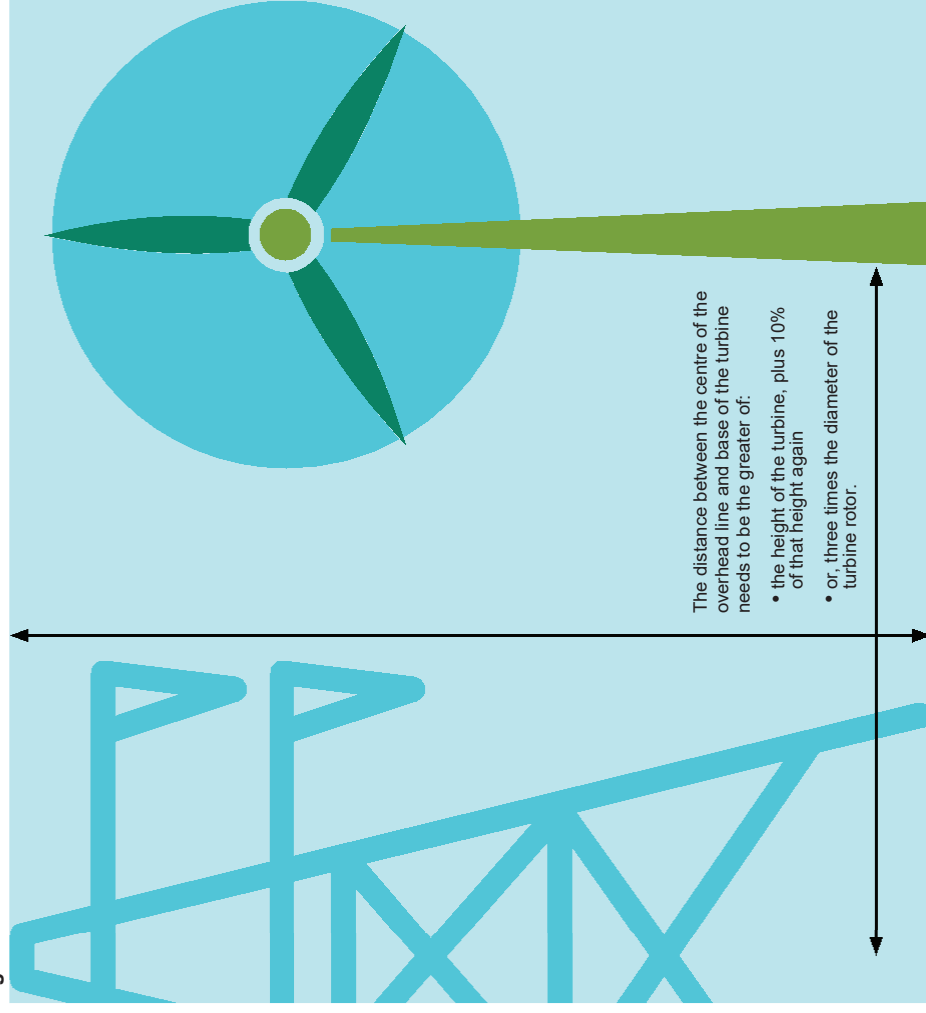 The distance between the centre of the
overhead line and base of the turbine
needs to be the greater of:
• the height of the turbine, plus 10%
of that height again
• or, three times the diameter of the
turbine rotor.